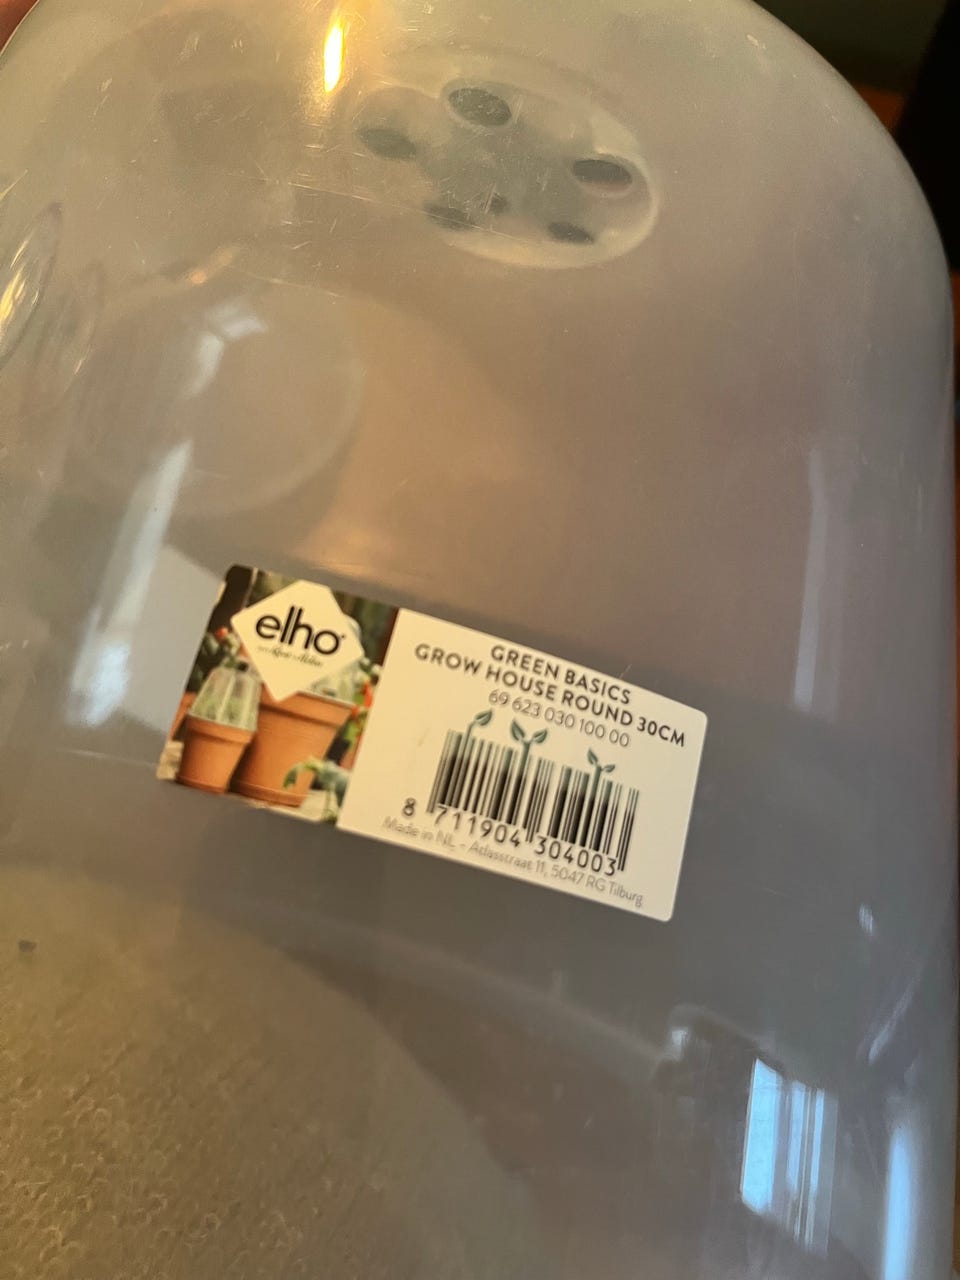 elho
GREEN BASICS
GROW HOUSE ROUND 30CM
69 623 030 100 00
8 711904 304003
Made in NL - Atlasstraat 11, 5047 RG Tilburg